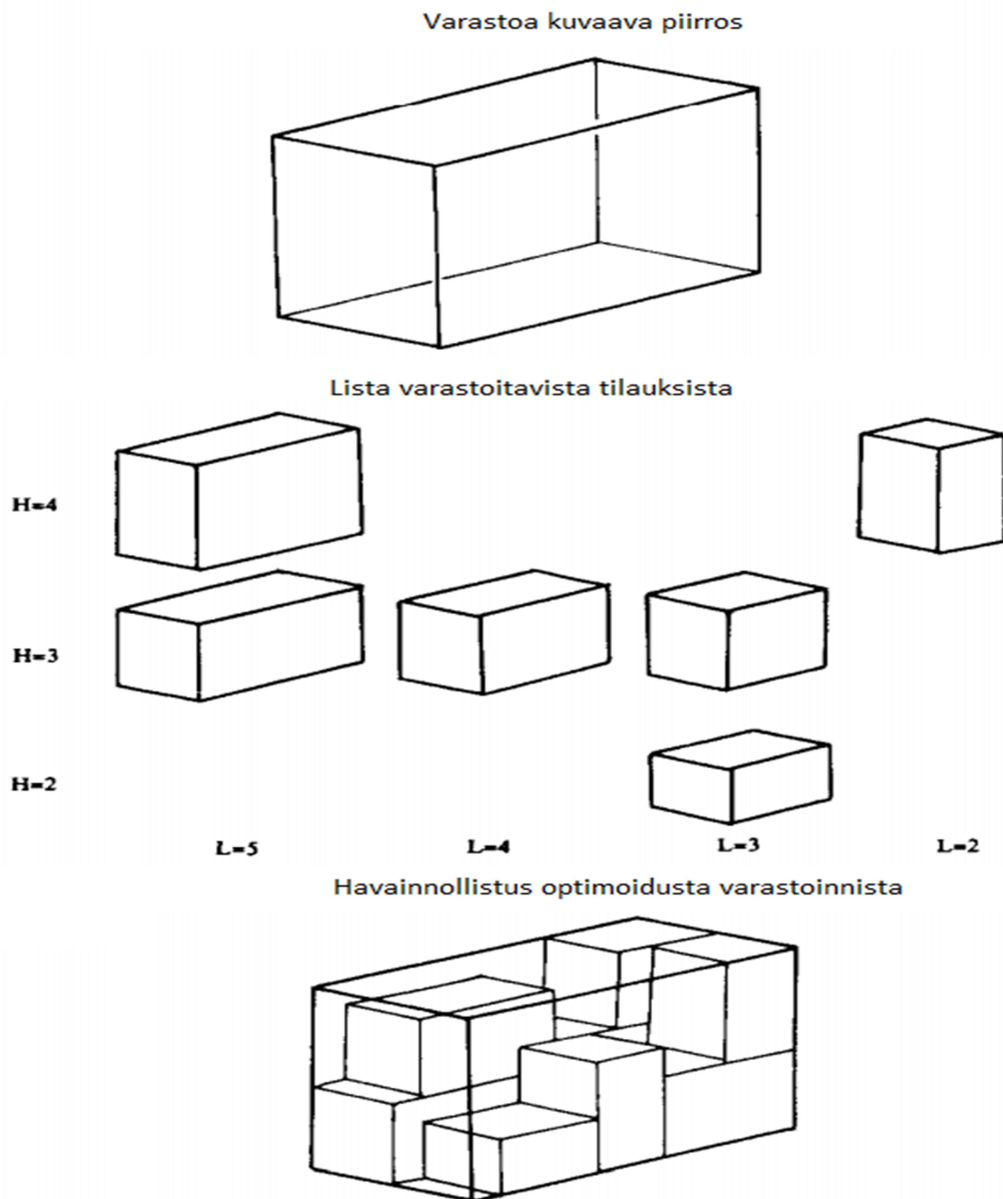 Varastoa kuvaava piirros
Lista varastoitavista tilauksista
H=4
H=3
H=2
L=5
L=4
L=3
L=2
Havainnollistus optimoidusta varastoinnista